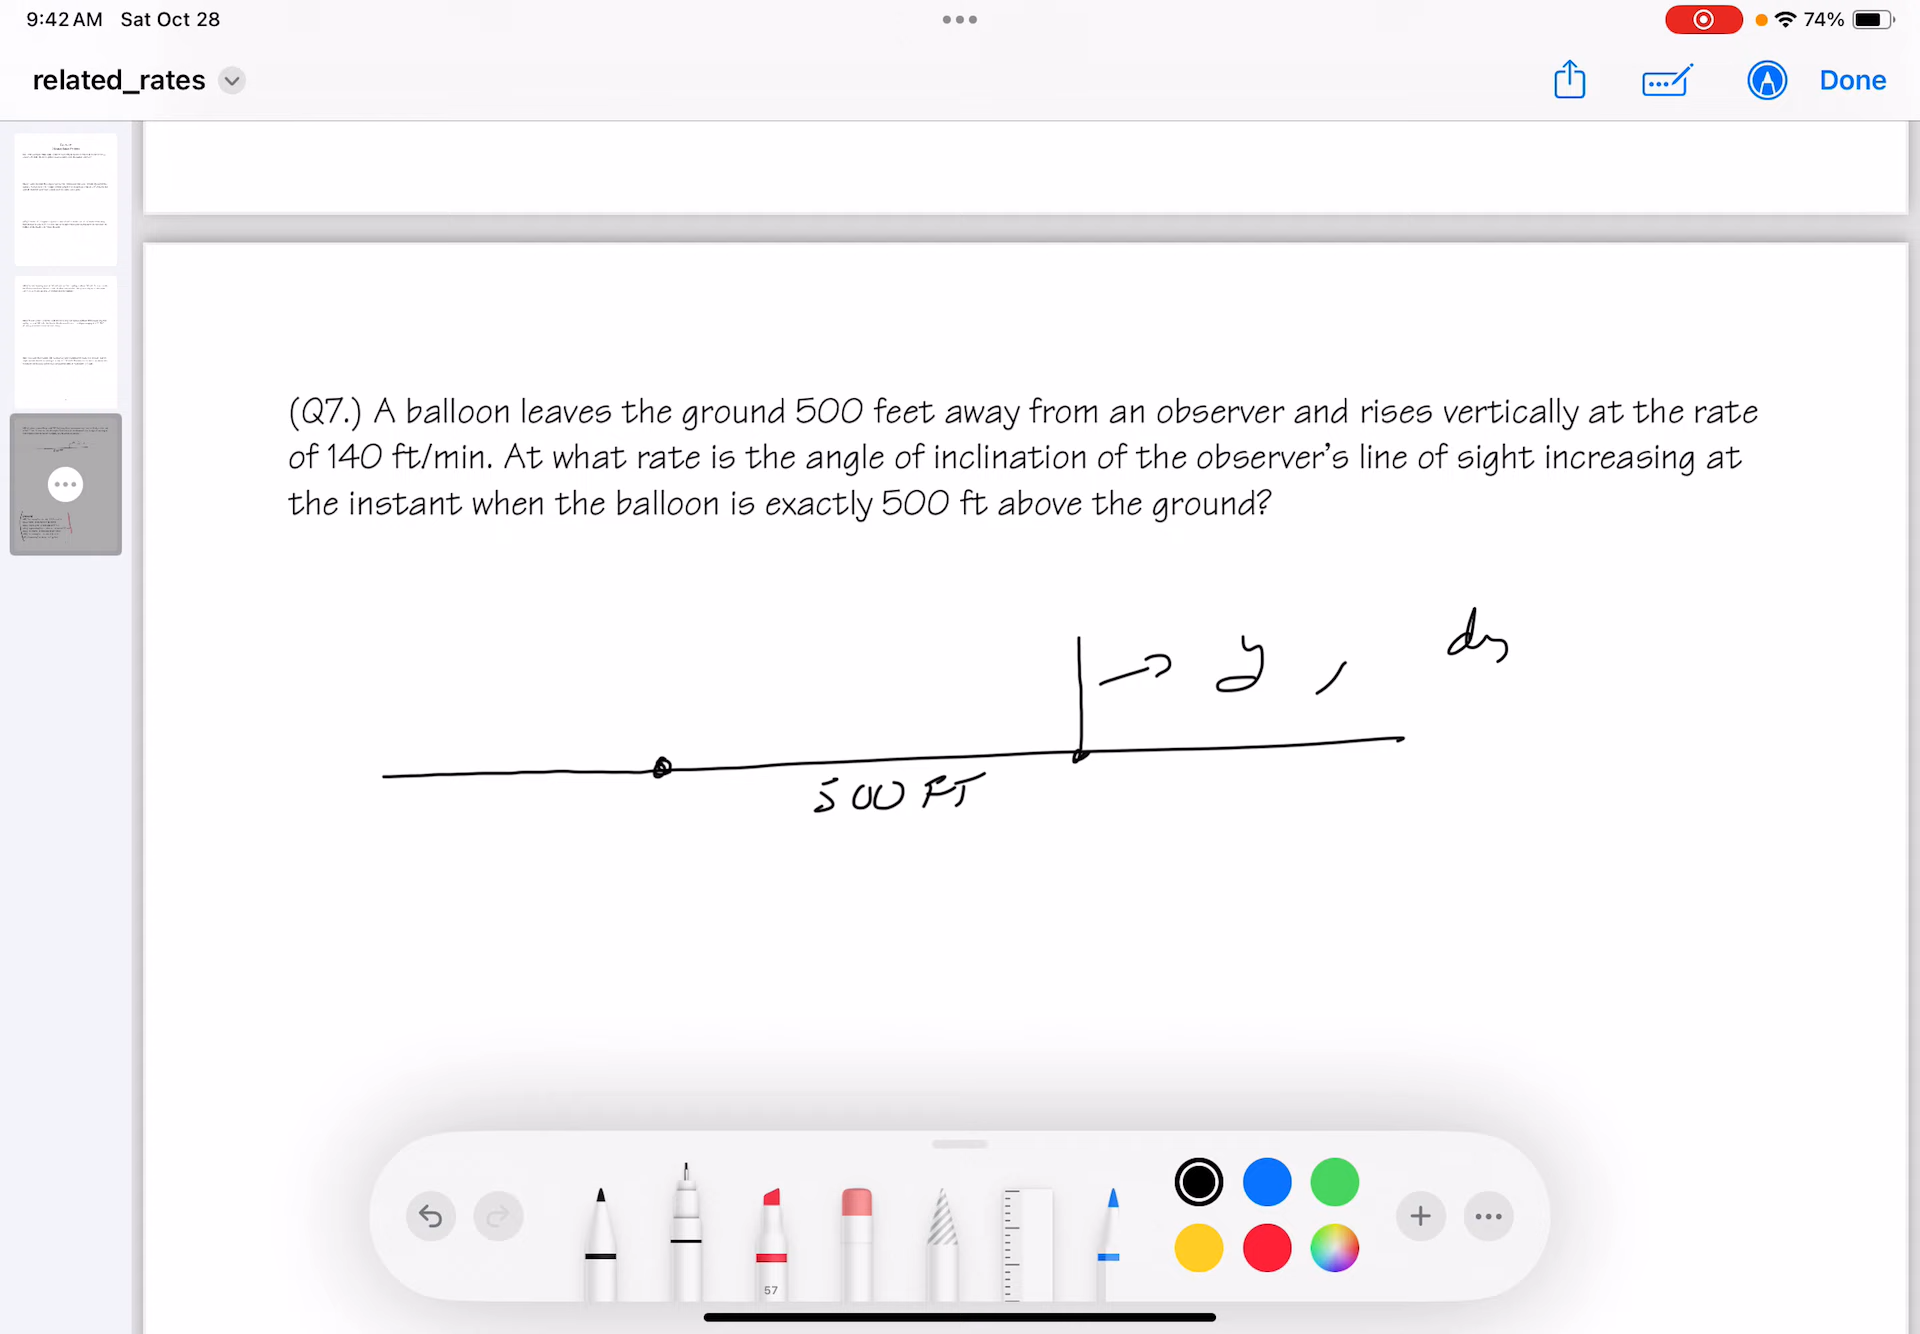 9:42 AM Sat Oct 28
74%
related_rates
Done
(Q7.) A balloon leaves the ground 500 feet away from an observer and rises vertically at the rate
of 140 ft/min. At what rate is the angle of inclination of the observer's line of sight increasing at
the instant when the balloon is exactly 500 ft above the ground?
y , dy
500 FT
57